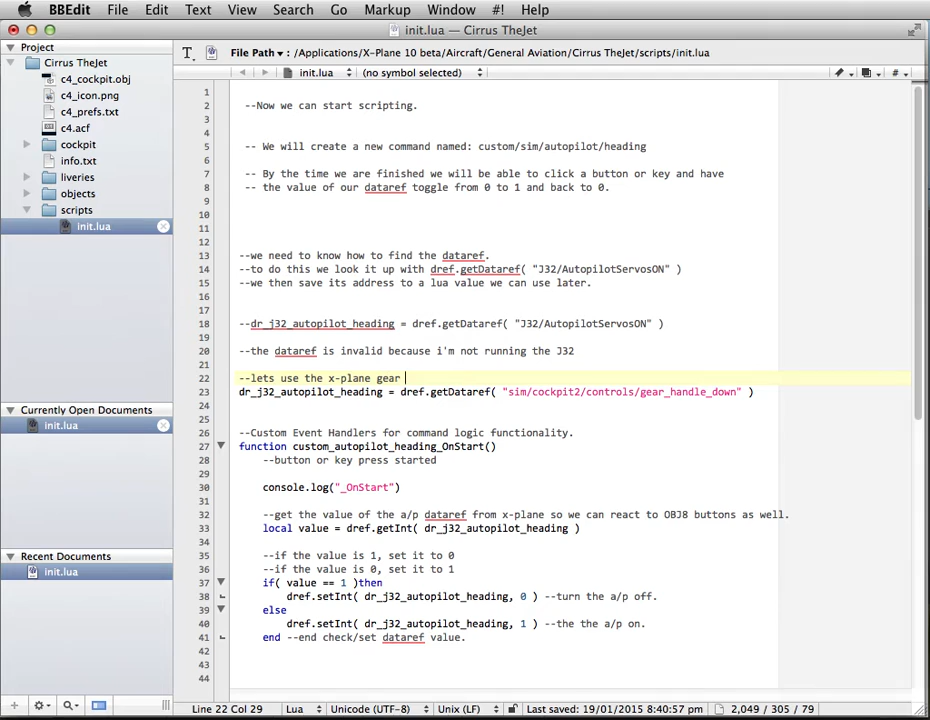 BBEdit File Edit Text View Search Go Markup Window #! Help
init.lua — Cirrus TheJet
Project
Cirrus TheJet
c4_cockpit.obj
c4_icon.png
c4_prefs.txt
c4.acf
cockpit
info.txt
liveries
objects
scripts
init.lua
Currently Open Documents
init.lua
Recent Documents
init.lua
File Path : /Applications/X-Plane 10 beta/Aircraft/General Aviation/Cirrus TheJet/scripts/init.lua
init.lua (no symbol selected) #
1
2 --Now we can start scripting.
3
4
5 -- We will create a new command named: custom/sim/autopilot/heading
6
7 -- By the time we are finished we will be able to click a button or key and have
8 -- the value of our dataref toggle from 0 to 1 and back to 0.
9
10
11
12
13 --we need to know how to find the dataref.
14 --to do this we look it up with dref.getDataref( "J32/AutopilotServosON" )
15 --we then save its address to a lua value we can use later.
16
17
18 --dr_j32_autopilot_heading = dref.getDataref( "J32/AutopilotServosON" )
19
20 --the dataref is invalid because i'm not running the J32
21
22 --lets use the x-plane gear
23 dr_j32_autopilot_heading = dref.getDataref( "sim/cockpit2/controls/gear_handle_down" )
24
25
26 --Custom Event Handlers for command logic functionality.
27 function custom_autopilot_heading_OnStart()
28 --button or key press started
29
30 console.log("_OnStart")
31
32 --get the value of the a/p dataref from x-plane so we can react to OBJ8 buttons as well.
33 local value = dref.getInt( dr_j32_autopilot_heading )
34
35 --if the value is 1, set it to 0
36 --if the value is 0, set it to 1
37 if( value == 1 )then
38 dref.setInt( dr_j32_autopilot_heading, 0 ) --turn the a/p off.
39 else
40 dref.setInt( dr_j32_autopilot_heading, 1 ) --the the a/p on.
41 end --end check/set dataref value.
42
43
44
Line 22 Col 29 Lua Unicode (UTF-8) Unix (LF) Last saved: 19/01/2015 8:40:57 pm 2,049 / 305 / 79